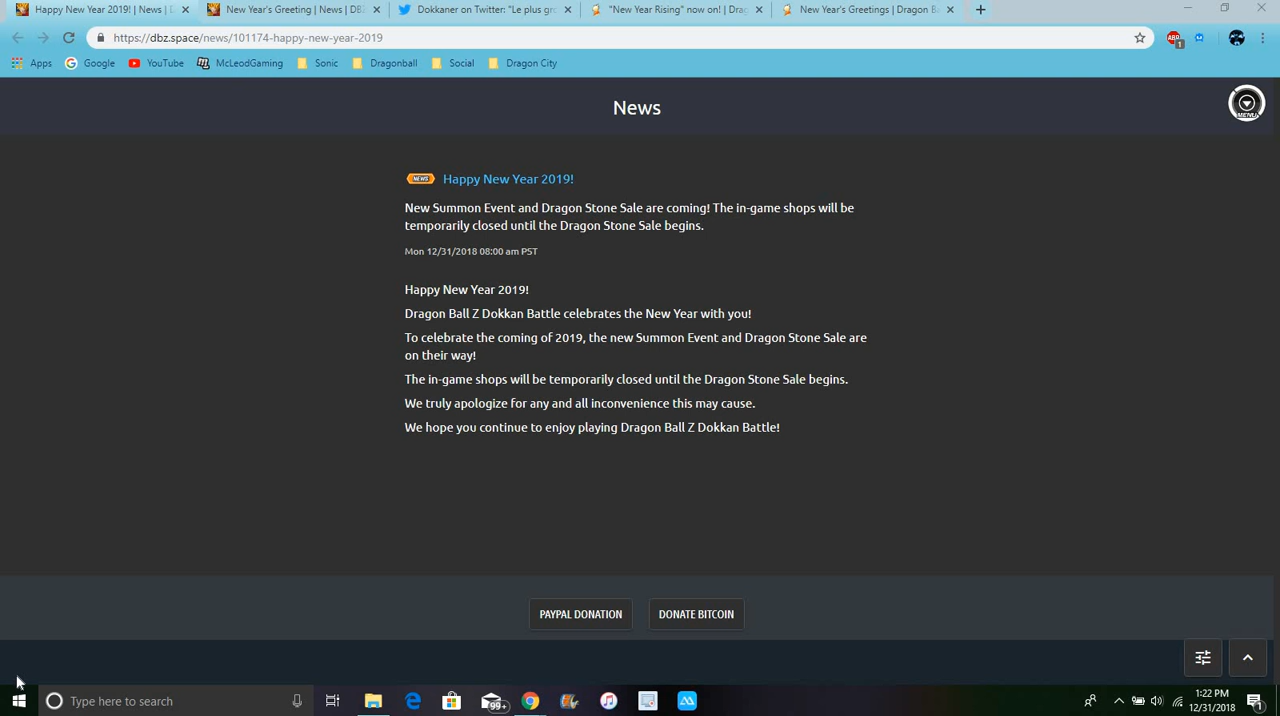 Happy New Year 2019! | News | D
New Year's Greeting | News | DB
Dokkaner on Twitter: "Le plus gr
"New Year Rising" now on! | Drag
New Year's Greetings | Dragon B
https://dbz.space/news/101174-happy-new-year-2019
ABP
1
Apps
Google
YouTube
McLeodGaming
Sonic
Dragonball
Social
Dragon City
News
MENU
NEWS
Happy New Year 2019!
New Summon Event and Dragon Stone Sale are coming! The in-game shops will be
temporarily closed until the Dragon Stone Sale begins.
Mon 12/31/2018 08:00 am PST
Happy New Year 2019!
Dragon Ball Z Dokkan Battle celebrates the New Year with you!
To celebrate the coming of 2019, the new Summon Event and Dragon Stone Sale are
on their way!
The in-game shops will be temporarily closed until the Dragon Stone Sale begins.
We truly apologize for any and all inconvenience this may cause.
We hope you continue to enjoy playing Dragon Ball Z Dokkan Battle!
PAYPAL DONATION
DONATE BITCOIN
Type here to search
99+
1:22 PM
12/31/2018
1